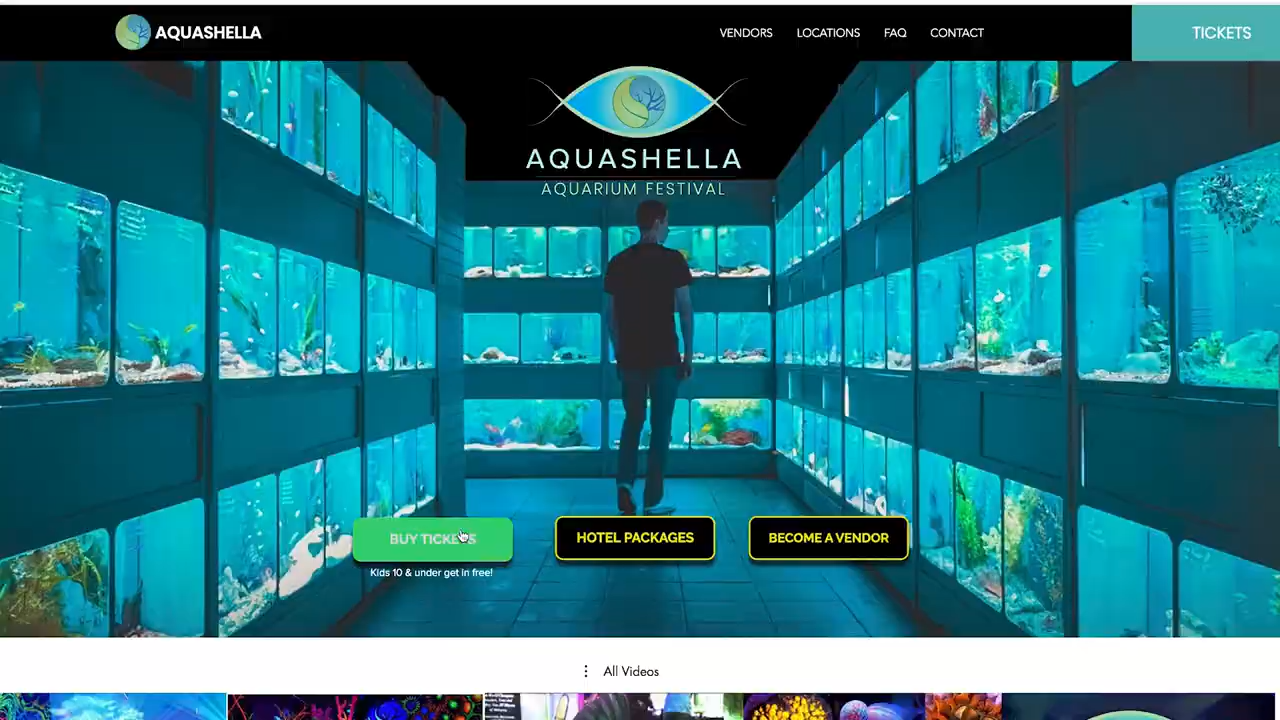 AQUASHELLA
VENDORS
LOCATIONS
FAQ
CONTACT
TICKETS
AQUASHELLA
AQUARIUM FESTIVAL
BUY TICKETS
HOTEL PACKAGES
BECOME A VENDOR
Kids 10 & under get in free!
All Videos